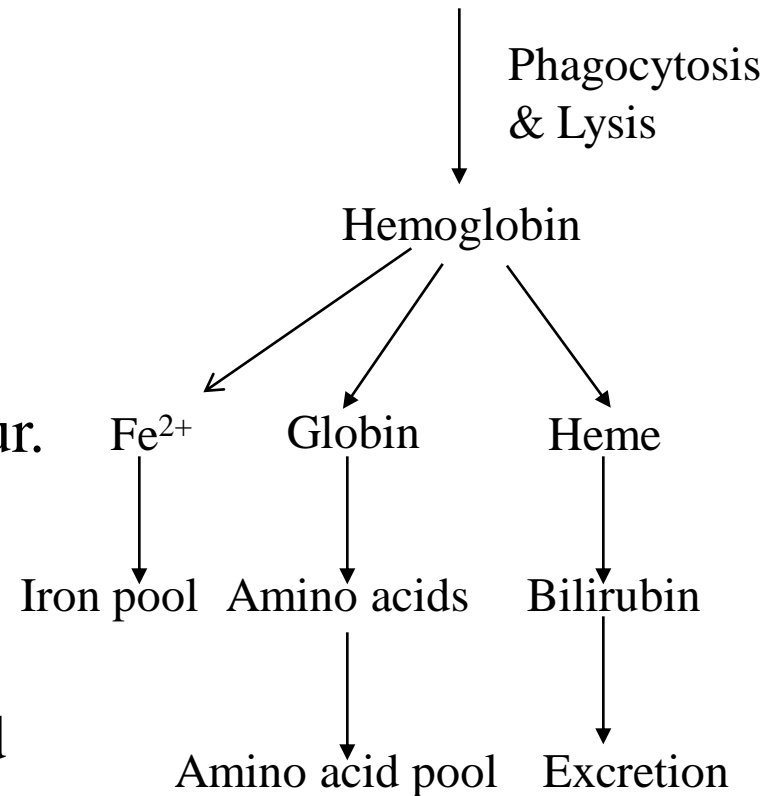 Phagocytosis
& Lysis
Hemoglobin
ur. Fe²⁺ Globin Heme
Iron pool Amino acids Bilirubin
d
Amino acid pool Excretion